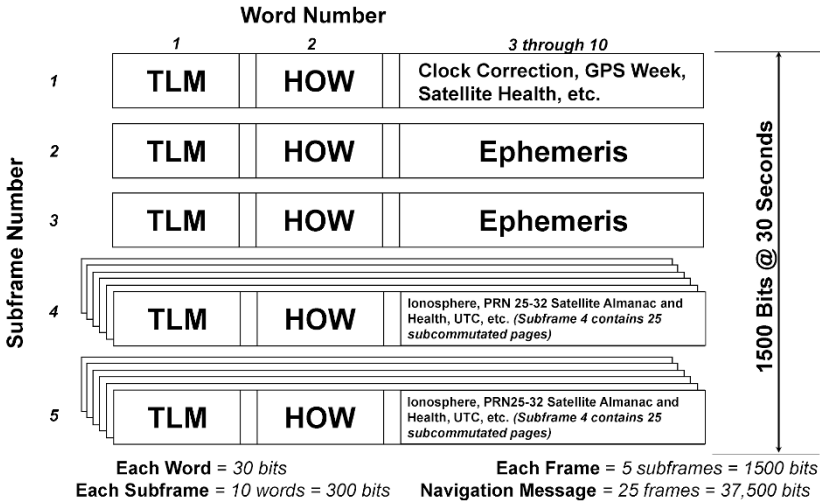 Word Number
1 2 3 through 10
1 TLM HOW Clock Correction, GPS Week,
Satellite Health, etc.
2 TLM HOW Ephemeris
3 TLM HOW Ephemeris
4 TLM HOW Ionosphere, PRN 25-32 Satellite Almanac and
Health, UTC, etc. (Subframe 4 contains 25
subcommutated pages)
5 TLM HOW Ionosphere, PRN25-32 Satellite Almanac and
Health, UTC, etc. (Subframe 4 contains 25
subcommutated pages)
Subframe Number
1500 Bits @ 30 Seconds
Each Word = 30 bits
Each Subframe = 10 words = 300 bits
Each Frame = 5 subframes = 1500 bits
Navigation Message = 25 frames = 37,500 bits